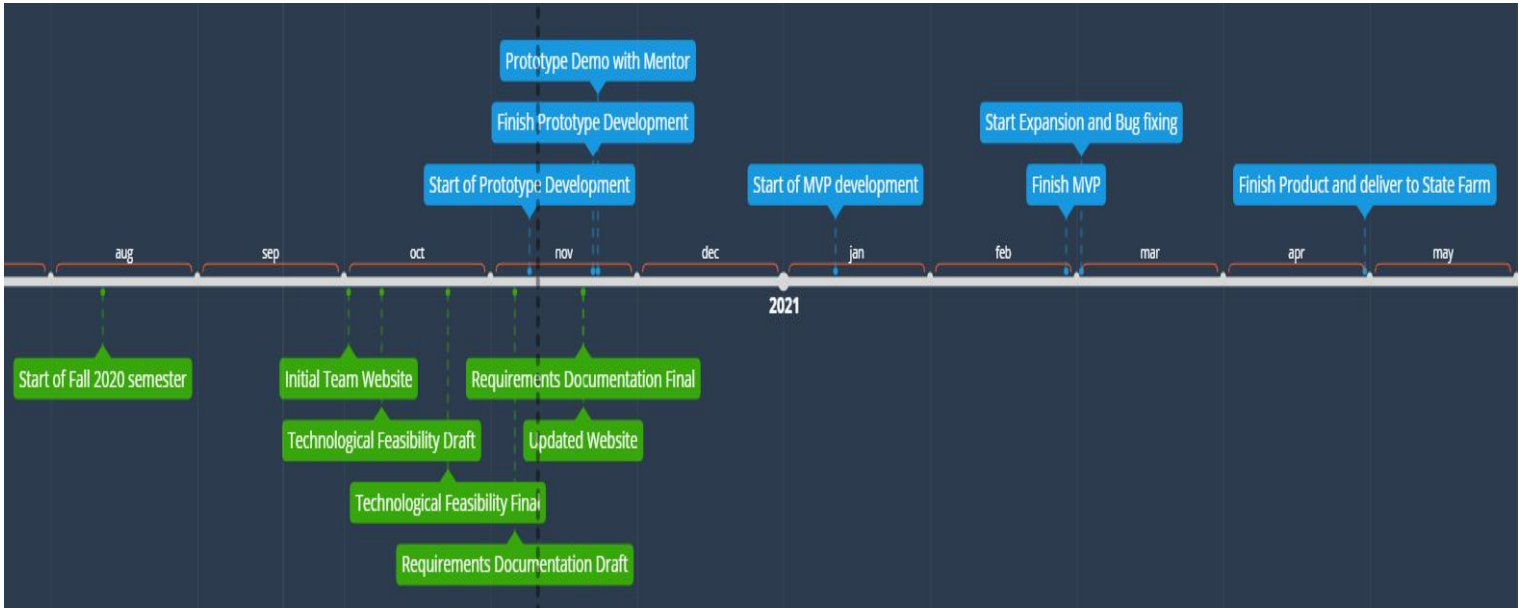 Prototype Demo with Mentor
Finish Prototype Development
Start Expansion and Bug fixing
Start of Prototype Development
Start of MVP development
Finish MVP
Finish Product and deliver to State Farm
aug
sep
oct
nov
dec
jan
feb
mar
apr
may
2021
Start of Fall 2020 semester
Initial Team Website
Requirements Documentation Final
Technological Feasibility Draft
Updated Website
Technological Feasibility Final
Requirements Documentation Draft